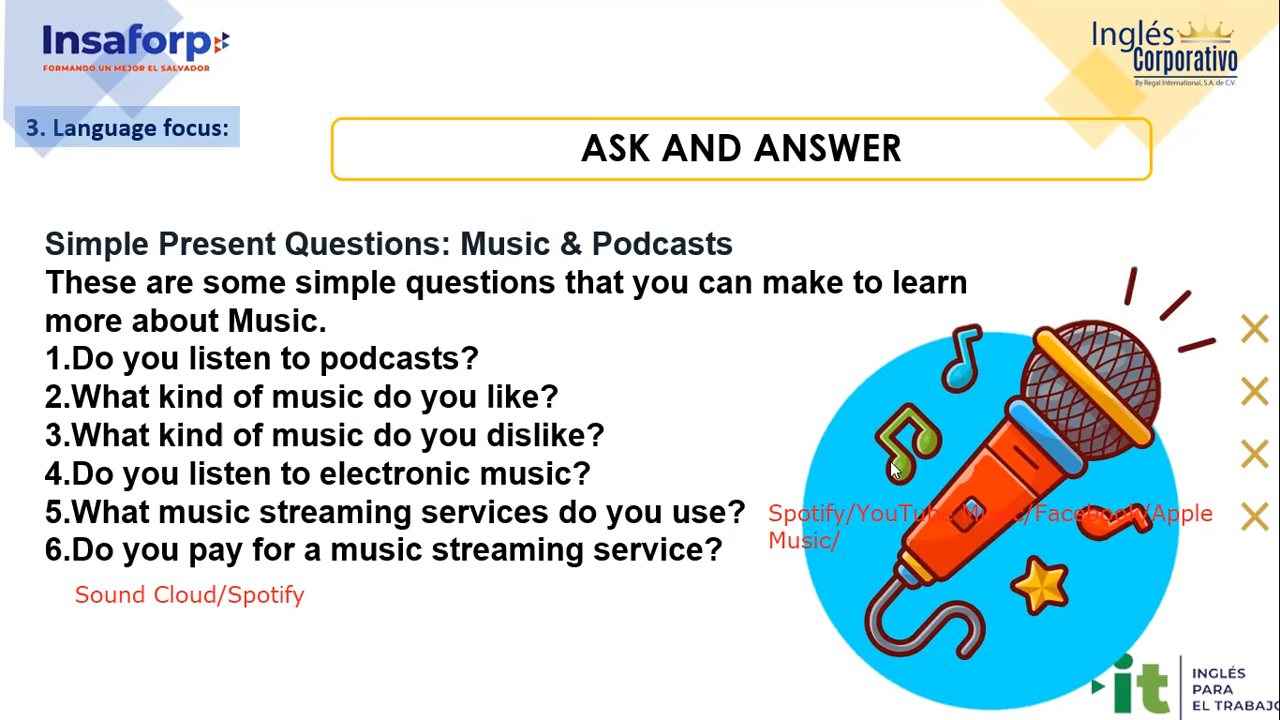 Insaforp
FORMANDO UN MEJOR EL SALVADOR
Inglés
Corporativo
By Regal International, S.A. de C.V.
3. Language focus:
ASK AND ANSWER
Simple Present Questions: Music & Podcasts
These are some simple questions that you can make to learn
more about Music.
1.Do you listen to podcasts?
2.What kind of music do you like?
3.What kind of music do you dislike?
4.Do you listen to electronic music?
5.What music streaming services do you use?
Spotify/YouTube Music/Facebook/Apple
Music/
6.Do you pay for a music streaming service?
Sound Cloud/Spotify
it
INGLÉS
PARA
EL TRABAJO